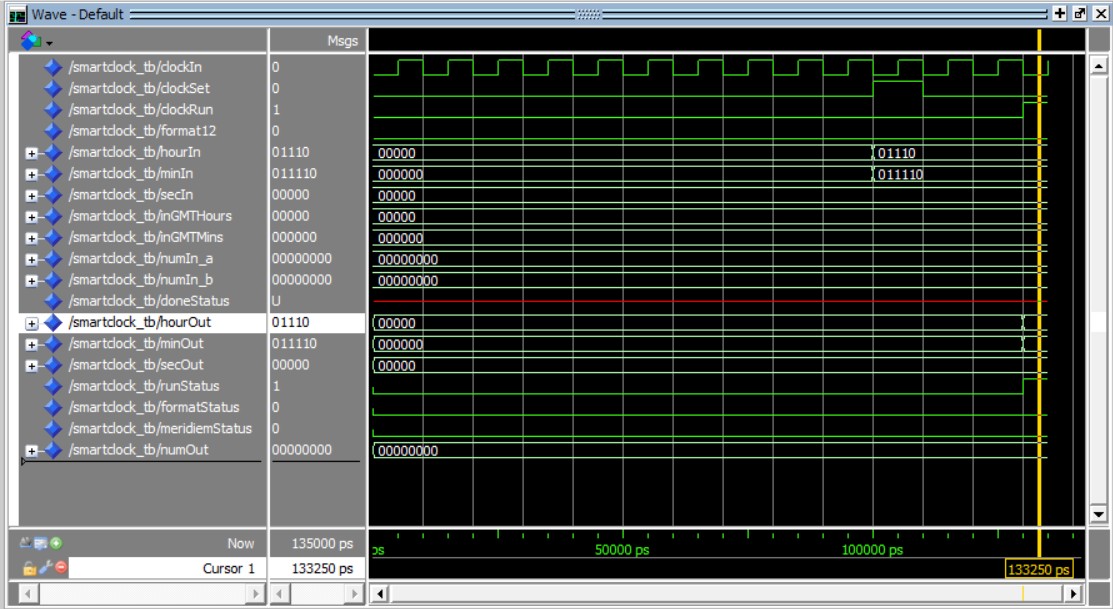 Wave - Default
Msgs
/smartclock_tb/clockIn 0
/smartclock_tb/clockSet 0
/smartclock_tb/clockRun 1
/smartclock_tb/format12 0
/smartclock_tb/hourIn 01110 00000 01110
/smartclock_tb/minIn 011110 000000 011110
/smartclock_tb/secIn 00000 00000
/smartclock_tb/inGMTHours 00000 00000
/smartclock_tb/inGMTMins 000000 000000
/smartclock_tb/numIn_a 00000000 00000000
/smartclock_tb/numIn_b 00000000 00000000
/smartclock_tb/doneStatus U
/smartclock_tb/hourOut 01110 00000
/smartclock_tb/minOut 011110 000000
/smartclock_tb/secOut 00000 00000
/smartclock_tb/runStatus 1
/smartclock_tb/formatStatus 0
/smartclock_tb/meridiemStatus 0
/smartclock_tb/numOut 00000000 00000000
Now 135000 ps ps 50000 ps 100000 ps
Cursor 1 133250 ps 133250 ps